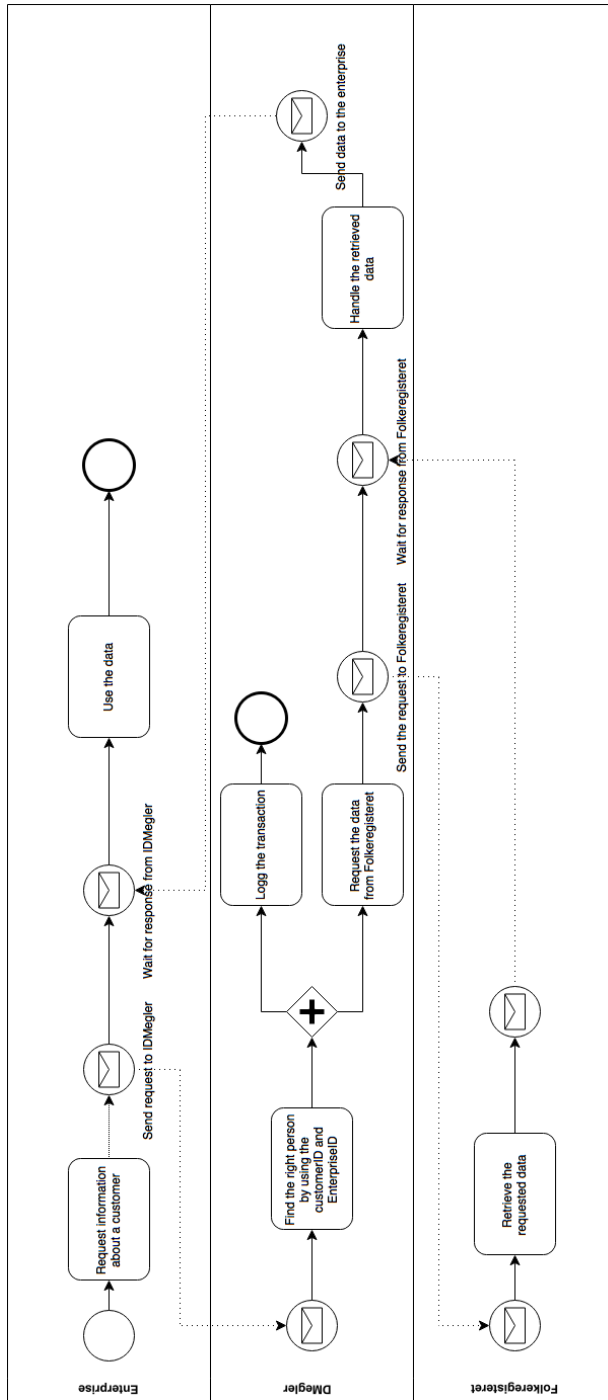 Enterprise
Request information
about a customer
Send request to IDMegler
Wait for response from IDMegler
Use the data
DMegler
Find the right person
by using the
customerID and
EnterpriseID
Logg the transaction
Request the data
from Folkeregisteret
Send the request to Folkeregisteret
Wait for response from Folkeregisteret
Handle the retrieved
data
Send data to the enterprise
Folkeregisteret
Retrieve the
requested data